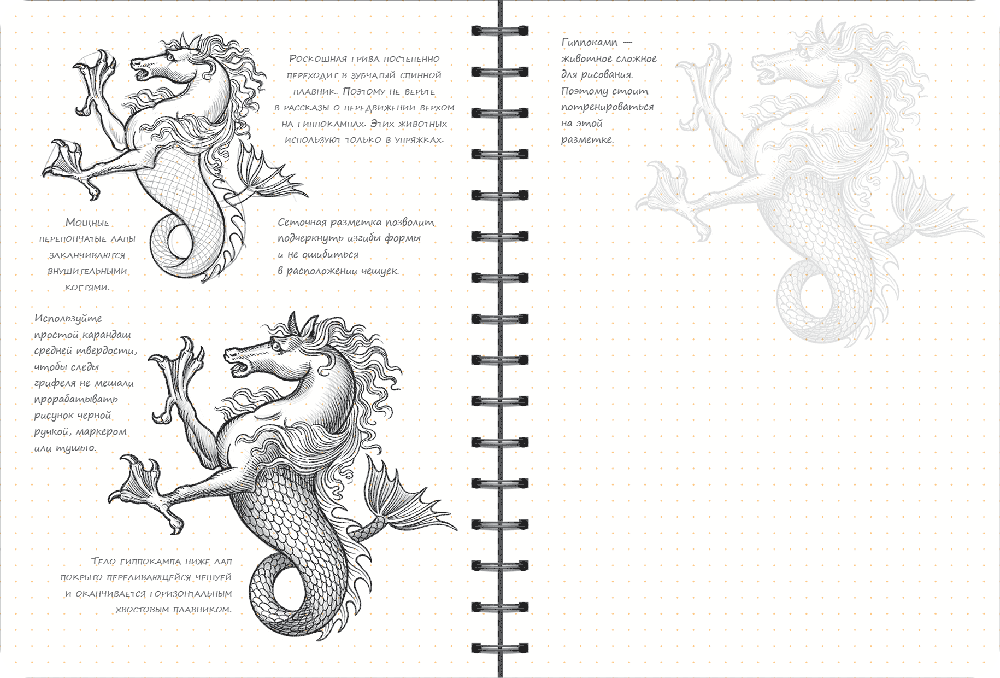 Роскошная грива постепенно
переходит в зубчатый спинной
плавник. Поэтому не верьте
в рассказы о передвижении верхом
на гиппокампах. Этих животных
используют только в упряжках.
Мощные
перепончатые лапы
заканчиваются
внушительными
когтями.
Сеточная разметка позволит
подчеркнуть изгибы формы
и не ошибиться
в расположении чешуек.
Используйте
простой карандаш
средней твердости,
чтобы следы
грифеля не мешали
прорабатывать
рисунок черной
ручкой, маркером
или тушью.
Тело гиппокампа ниже лап
покрыто переливающейся чешуей
и оканчивается горизонтальным
хвостовым плавником.
Гиппокамп —
животное сложное
для рисования.
Поэтому стоит
потренироваться
на этой
разметке.